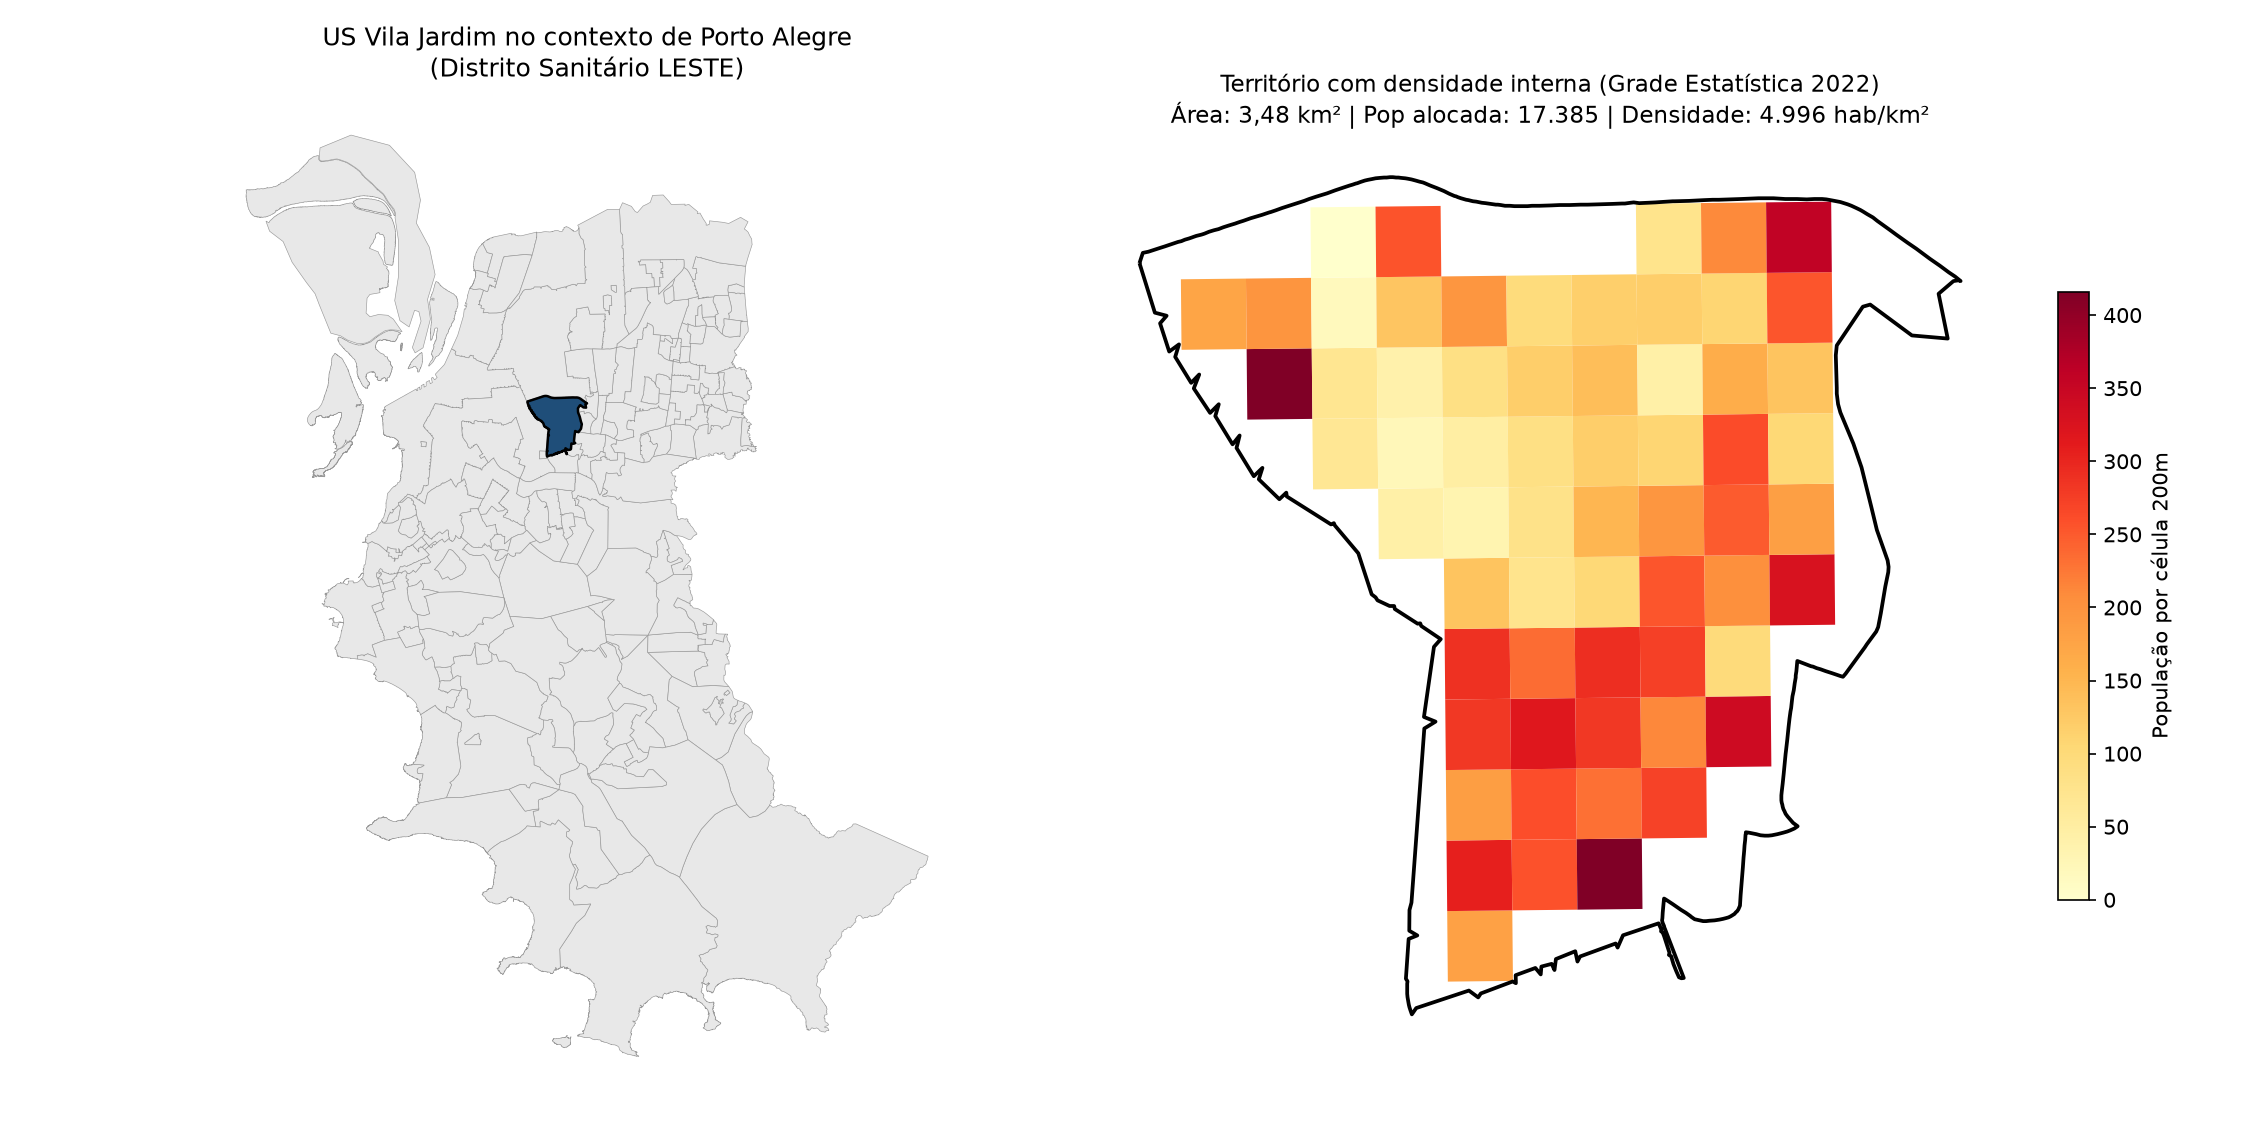 US Vila Jardim no contexto de Porto Alegre
(Distrito Sanitário LESTE)
Território com densidade interna (Grade Estatística 2022)
Área: 3,48 km² | Pop alocada: 17.385 | Densidade: 4.996 hab/km²
400
350
300
250
200
150
100
50
0
População por célula 200m